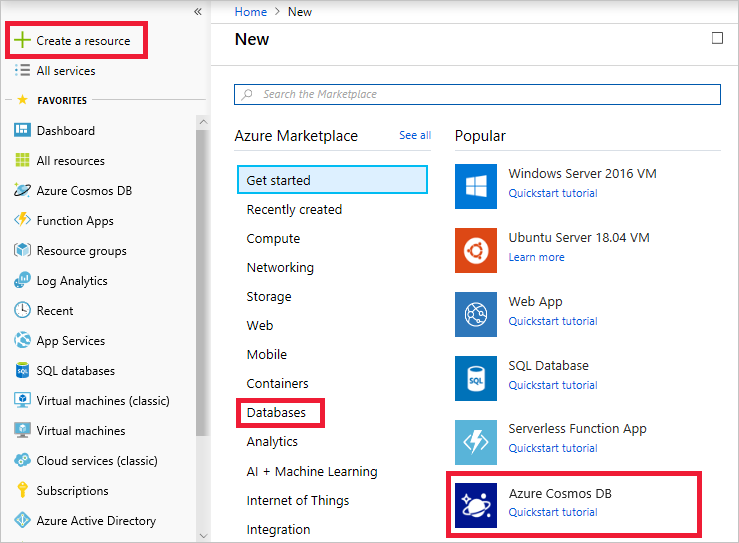 «
Create a resource
All services
FAVORITES
Dashboard
All resources
Azure Cosmos DB
Function Apps
Resource groups
Log Analytics
Recent
App Services
SQL databases
Virtual machines (classic)
Virtual machines
Cloud services (classic)
Subscriptions
Azure Active Directory
Home > New
New
Search the Marketplace
Azure Marketplace See all
Get started
Recently created
Compute
Networking
Storage
Web
Mobile
Containers
Databases
Analytics
AI + Machine Learning
Internet of Things
Integration
Popular
Windows Server 2016 VM
Quickstart tutorial
Ubuntu Server 18.04 VM
Learn more
Web App
Quickstart tutorial
SQL
SQL Database
Quickstart tutorial
Serverless Function App
Quickstart tutorial
Azure Cosmos DB
Quickstart tutorial